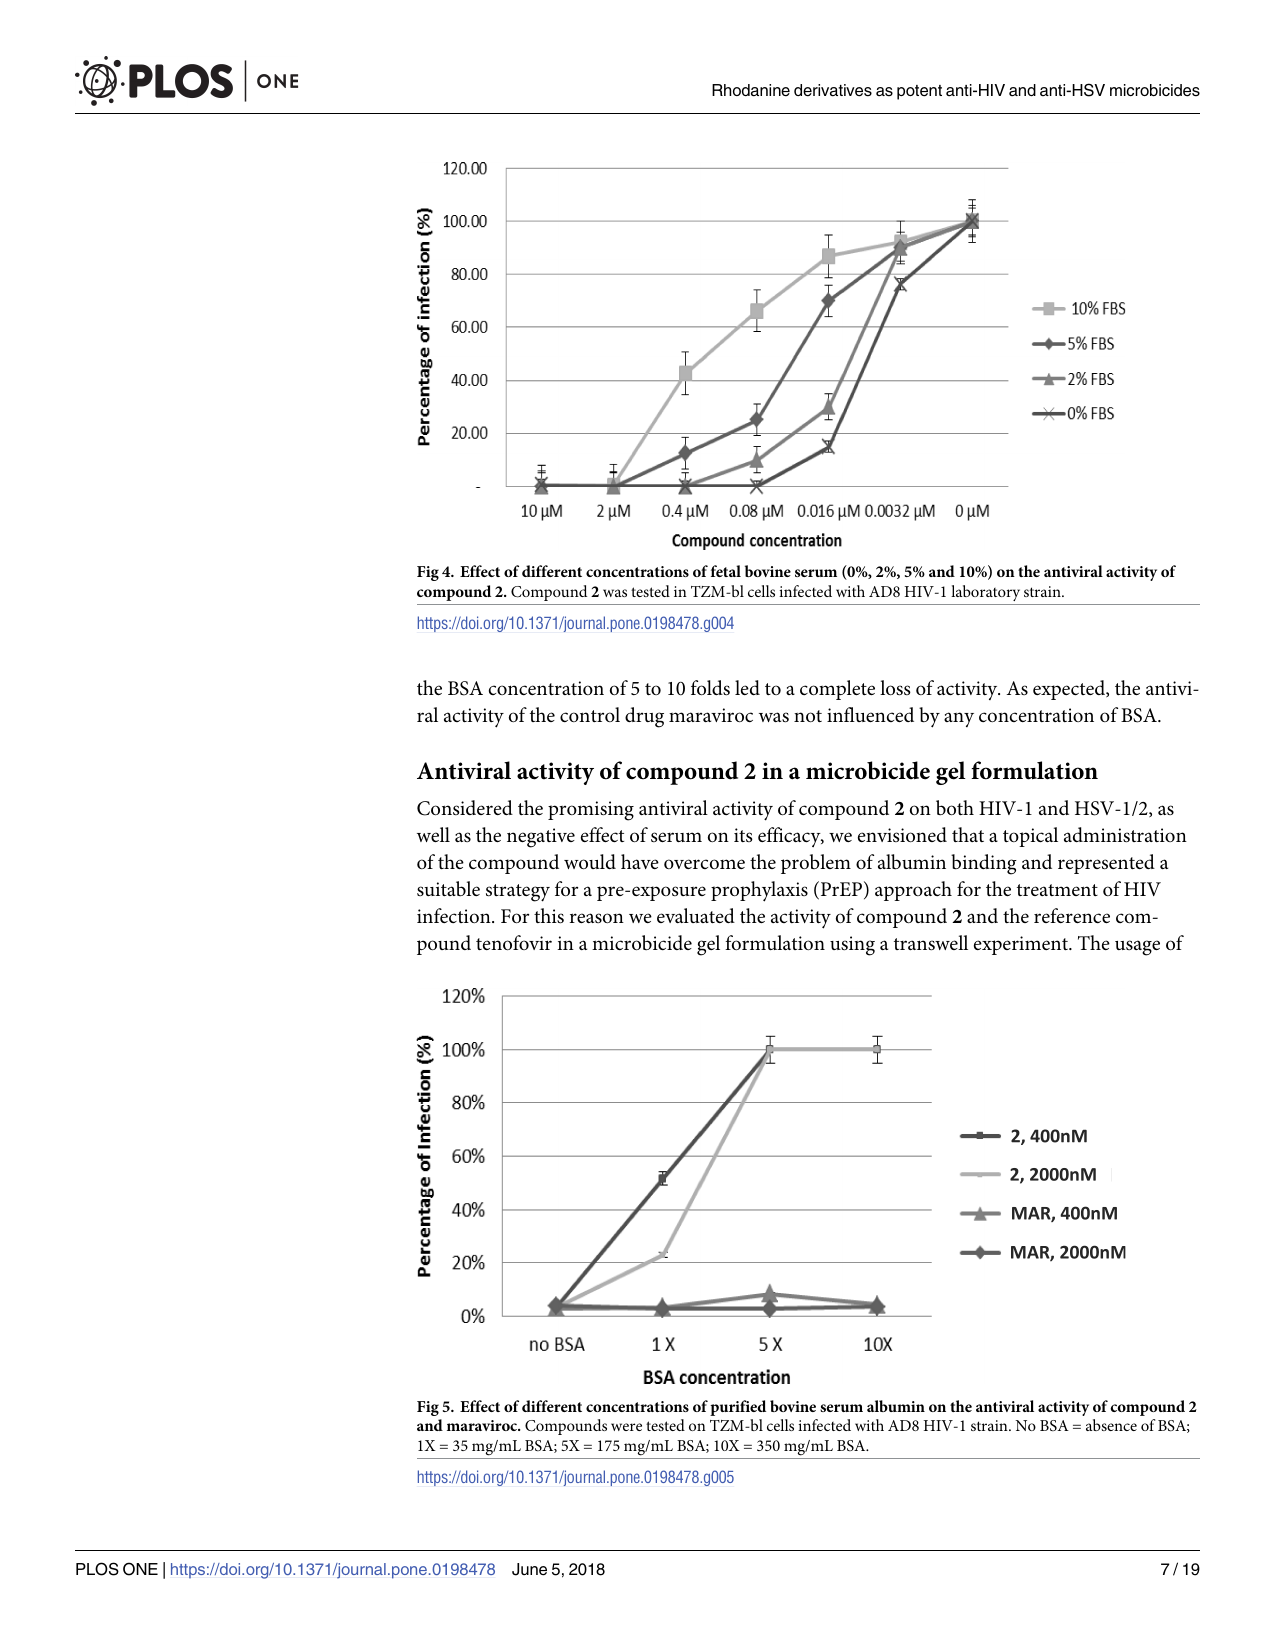 PLOS ONE
Rhodanine derivatives as potent anti-HIV and anti-HSV microbicides
120.00
100.00
80.00
60.00
40.00
20.00
-
Percentage of infection (%)
10 µM 2 µM 0.4 µM 0.08 µM 0.016 µM 0.0032 µM 0 µM
Compound concentration
10% FBS
5% FBS
2% FBS
0% FBS
Fig 4. Effect of different concentrations of fetal bovine serum (0%, 2%, 5% and 10%) on the antiviral activity of
compound 2. Compound 2 was tested in TZM-bl cells infected with AD8 HIV-1 laboratory strain.
https://doi.org/10.1371/journal.pone.0198478.g004
the BSA concentration of 5 to 10 folds led to a complete loss of activity. As expected, the antivi-
ral activity of the control drug maraviroc was not influenced by any concentration of BSA.
Antiviral activity of compound 2 in a microbicide gel formulation
Considered the promising antiviral activity of compound 2 on both HIV-1 and HSV-1/2, as
well as the negative effect of serum on its efficacy, we envisioned that a topical administration
of the compound would have overcome the problem of albumin binding and represented a
suitable strategy for a pre-exposure prophylaxis (PrEP) approach for the treatment of HIV
infection. For this reason we evaluated the activity of compound 2 and the reference com-
pound tenofovir in a microbicide gel formulation using a transwell experiment. The usage of
120%
100%
80%
60%
40%
20%
0%
Percentage of Infection (%)
no BSA 1 X 5 X 10X
BSA concentration
2, 400nM
2, 2000nM
MAR, 400nM
MAR, 2000nM
Fig 5. Effect of different concentrations of purified bovine serum albumin on the antiviral activity of compound 2
and maraviroc. Compounds were tested on TZM-bl cells infected with AD8 HIV-1 strain. No BSA = absence of BSA;
1X = 35 mg/mL BSA; 5X = 175 mg/mL BSA; 10X = 350 mg/mL BSA.
https://doi.org/10.1371/journal.pone.0198478.g005
PLOS ONE | https://doi.org/10.1371/journal.pone.0198478 June 5, 2018 7 / 19